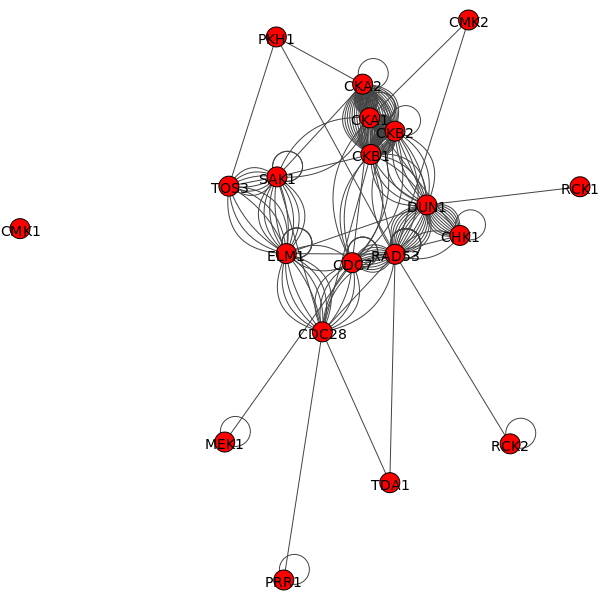 CMK2
PKH1
CKA2
CKA1
CKB2
CKB1
SAK1
TOS3
RCK1
DUN1
CMK1
CHK1
ELM1
RAD53
CDC7
CDC28
MEK1
RCK2
TDA1
PRR1